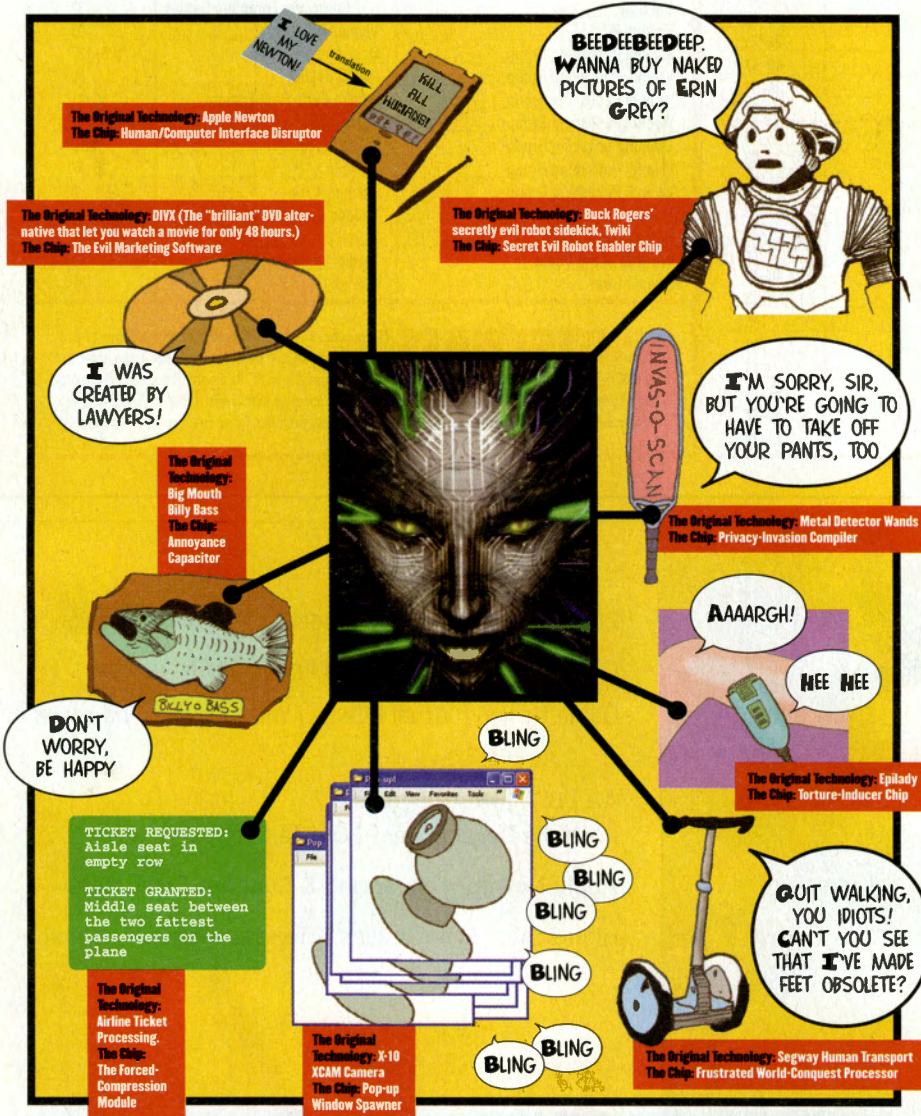 I LOVE
MY
NEWTON!
translation
KILL
ALL
HUMANS!
The Original Technology: Apple Newton
The Chip: Human/Computer Interface Disruptor
BEEDEEBEEDEEP.
WANNA BUY NAKED
PICTURES OF ERIN
GREY?
The Original Technology: Buck Rogers'
secretly evil robot sidekick, Twiki
The Chip: Secret Evil Robot Enabler Chip
The Original Technology: DIVX (The "brilliant" DVD alter-
native that let you watch a movie for only 48 hours.)
The Chip: The Evil Marketing Software
I WAS
CREATED BY
LAWYERS!
INVAS-O-SCAN
I'M SORRY, SIR,
BUT YOU'RE GOING TO
HAVE TO TAKE OFF
YOUR PANTS, TOO
The Original Technology: Metal Detector Wands
The Chip: Privacy-Invasion Compiler
The Original
Technology:
Big Mouth
Billy Bass
The Chip:
Annoyance
Capacitor
BILLY BASS
DON'T
WORRY,
BE HAPPY
AAAARGH!
HEE HEE
The Original Technology: Epilady
The Chip: Torture-Inducer Chip
TICKET REQUESTED:
Aisle seat in
empty row
TICKET GRANTED:
Middle seat between
the two fattest
passengers on the
plane
The Original
Technology:
Airline Ticket
Processing.
The Chip:
The Forced-
Compression
Module
Pop-up!
Edit View Favorites Tools
Pop
File
BLING
BLING
BLING
BLING
BLING
BLING
BLING
The Original
Technology: X-10
XCAM Camera
The Chip: Pop-up
Window Spawner
QUIT WALKING,
YOU IDIOTS!
CAN'T YOU SEE
THAT I'VE MADE
FEET OBSOLETE?
The Original Technology: Segway Human Transport
The Chip: Frustrated World-Conquest Processor